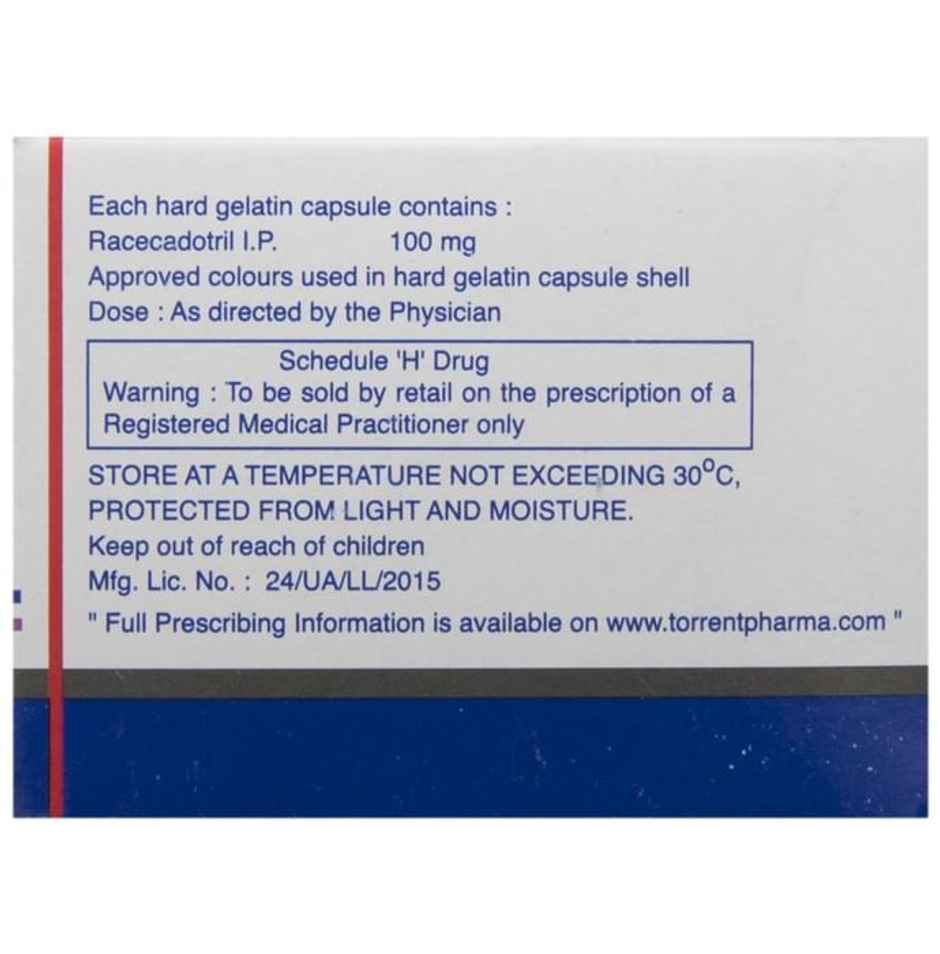 Each hard gelatin capsule contains :
Racecadotril I.P. 100 mg
Approved colours used in hard gelatin capsule shell
Dose : As directed by the Physician
Schedule 'H' Drug
Warning : To be sold by retail on the prescription of a
Registered Medical Practitioner only
STORE AT A TEMPERATURE NOT EXCEEDING 30°C,
PROTECTED FROM LIGHT AND MOISTURE.
Keep out of reach of children
Mfg. Lic. No. : 24/UA/LL/2015
" Full Prescribing Information is available on www.torrentpharma.com "